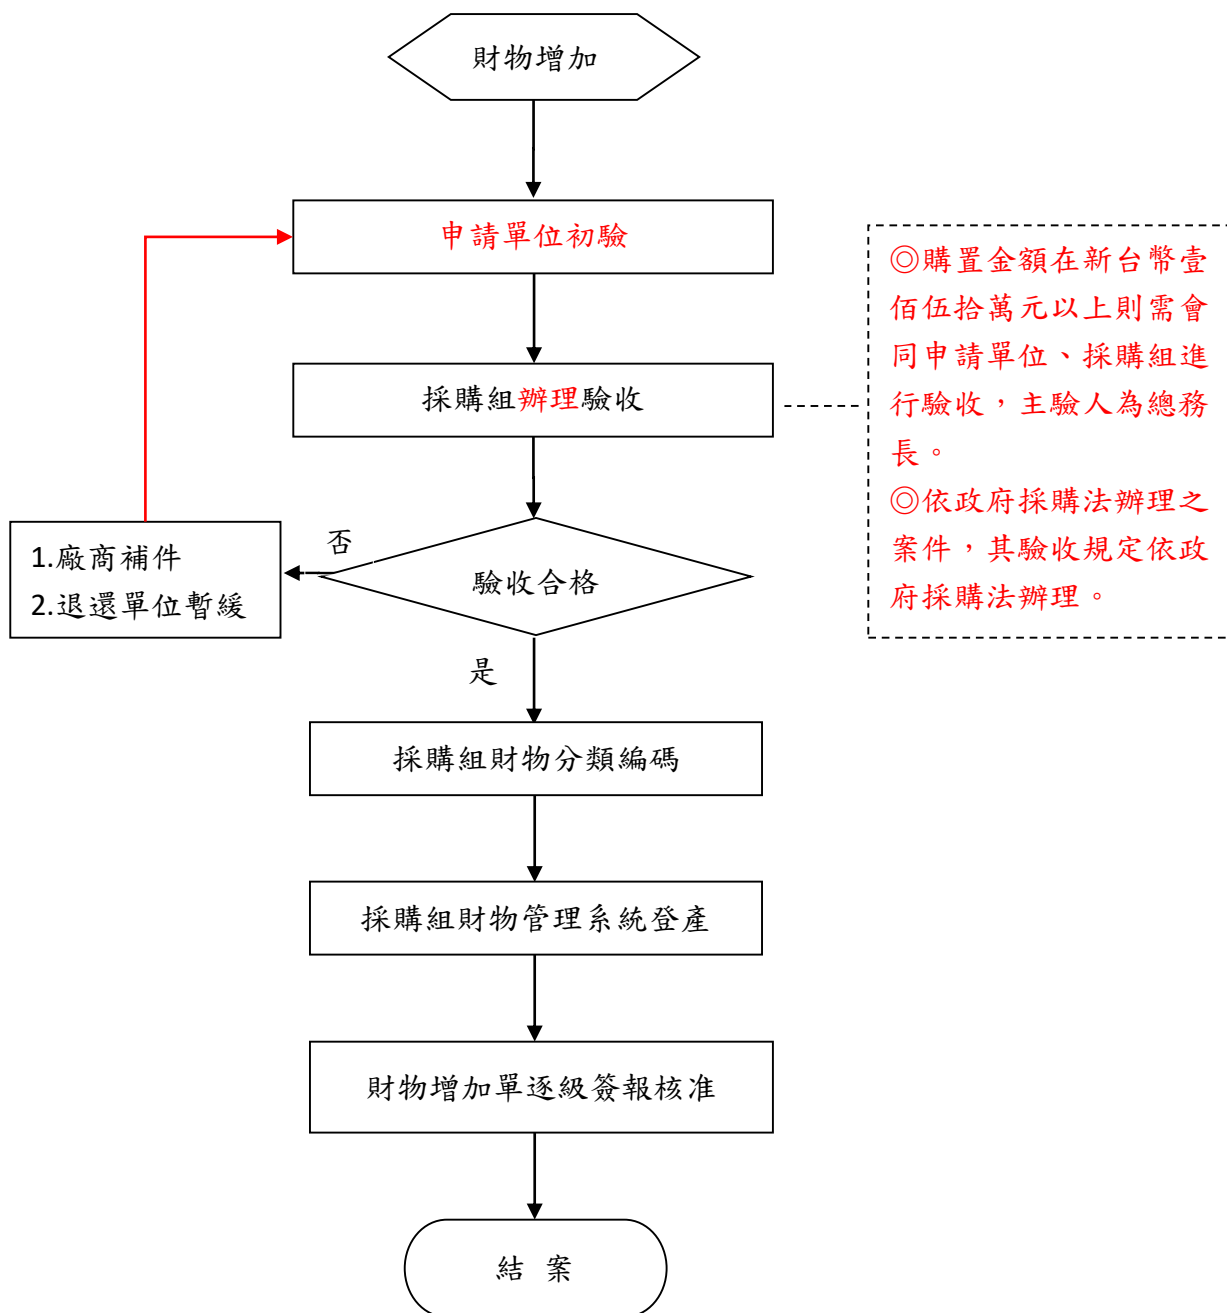 財物增加
申請單位初驗
採購組辦理驗收
◎購置金額在新台幣壹
佰伍拾萬元以上則需會
同申請單位、採購組進
行驗收，主驗人為總務
長。
◎依政府採購法辦理之
案件，其驗收規定依政
府採購法辦理。
驗收合格
否
1.廠商補件
2.退還單位暫緩
是
採購組財物分類編碼
採購組財物管理系統登產
財物增加單逐級簽報核准
結 案